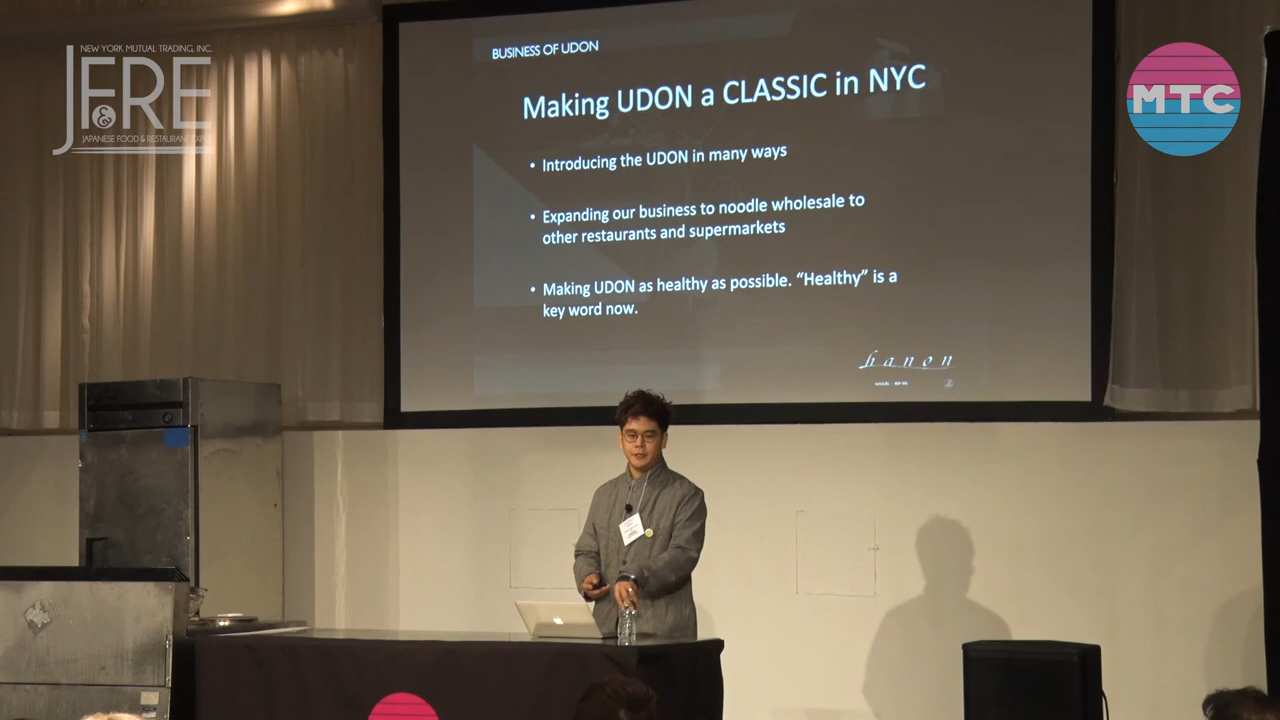 NEW YORK MUTUAL TRADING, INC.
JFRE
&
JAPANESE FOOD & RESTAURANT EXPO
MTC
BUSINESS OF UDON
Making UDON a CLASSIC in NYC
• Introducing the UDON in many ways
• Expanding our business to noodle wholesale to
other restaurants and supermarkets
• Making UDON as healthy as possible. “Healthy” is a
key word now.
hanon